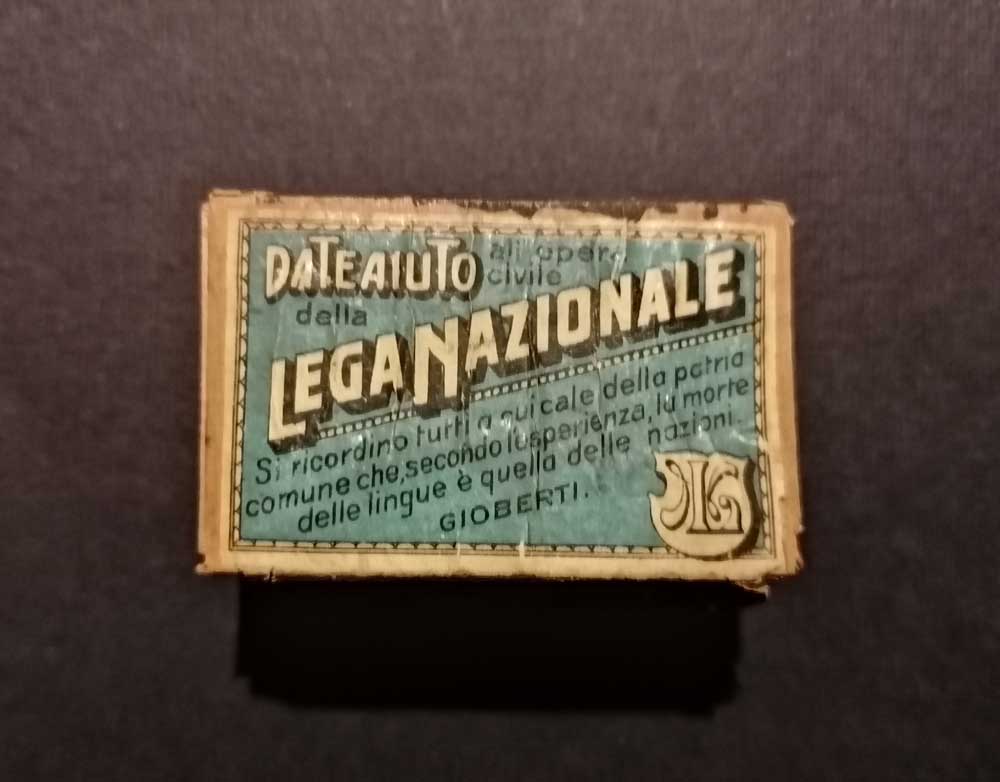 DATE AIUTO all'opera
civile
della
LEGA NAZIONALE
Si ricordino tutti a cui cale della patria
comune che, secondo l'esperienza, la morte
delle lingue è quella delle nazioni.
GIOBERTI.
LN